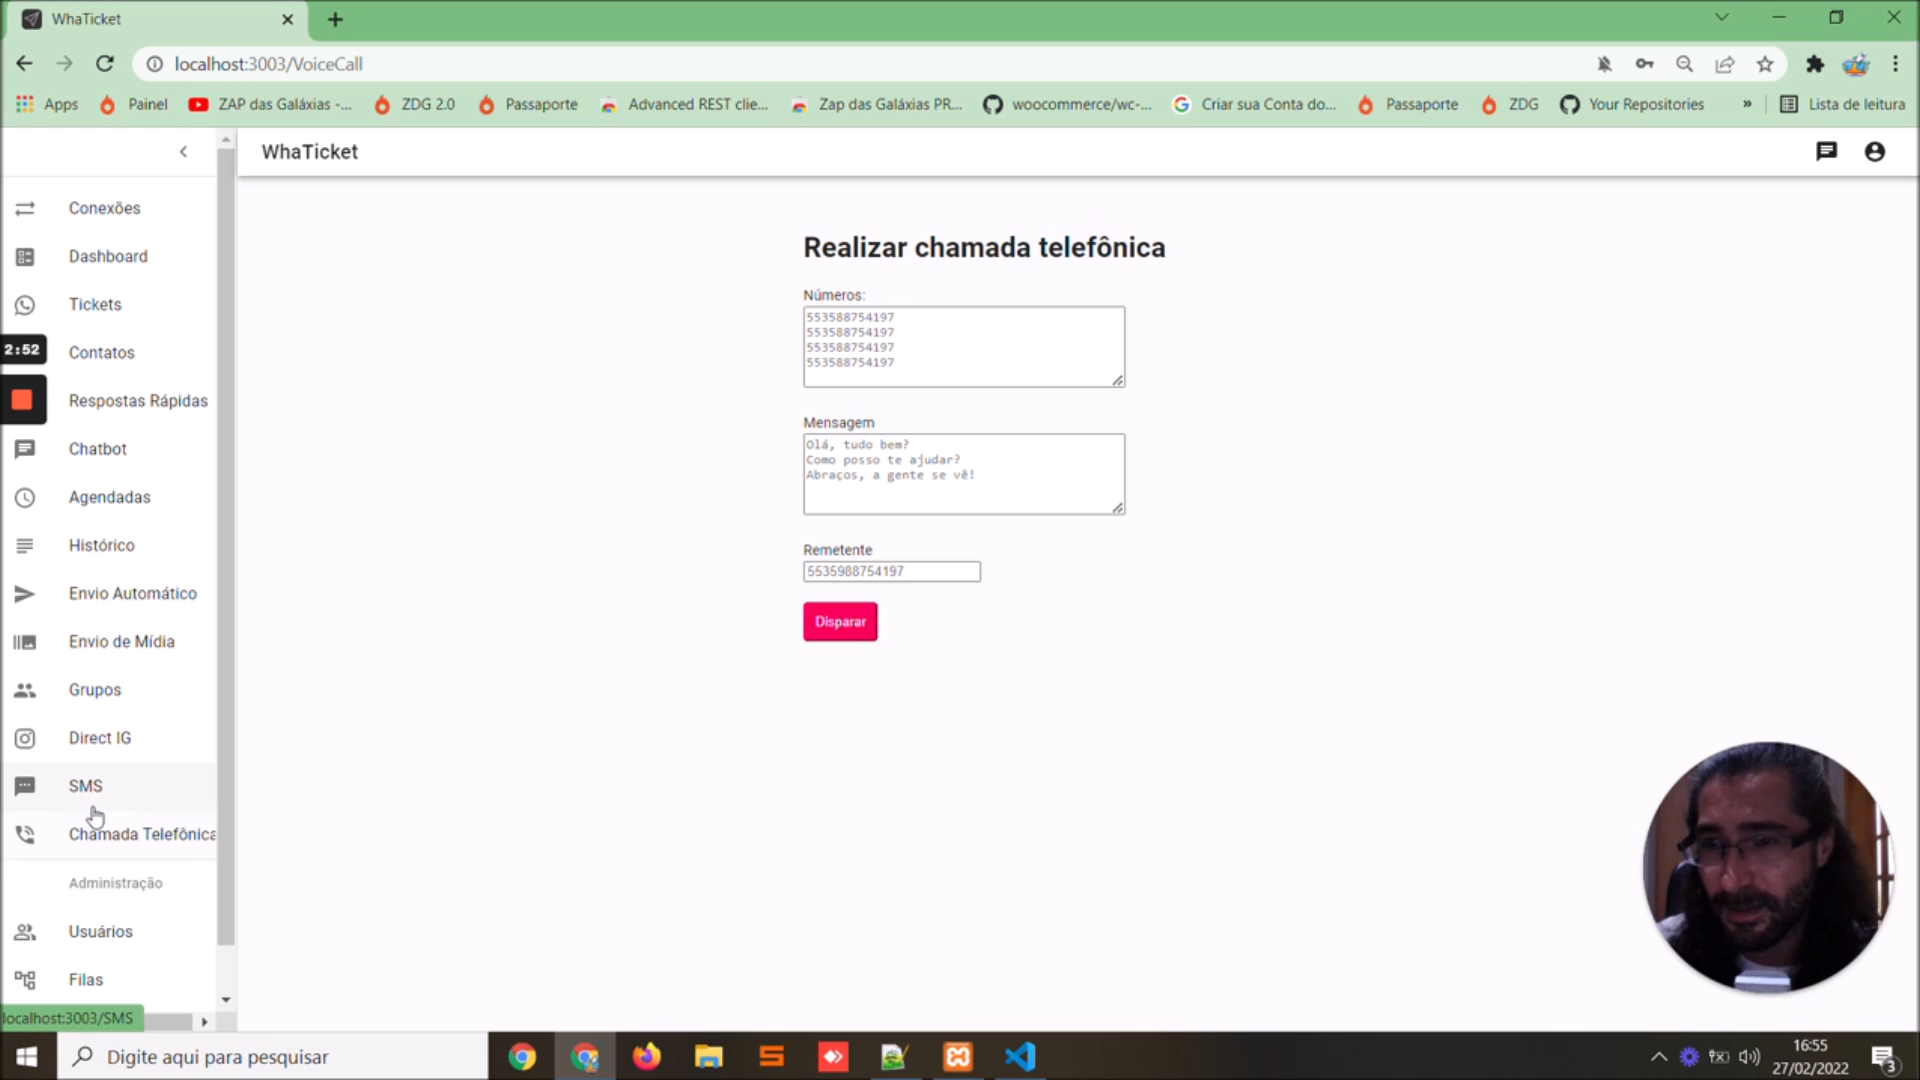 WhaTicket
localhost:3003/VoiceCall
Apps
Painel
ZAP das Galáxias -...
ZDG 2.0
Passaporte
Advanced REST clie...
Zap das Galáxias PR...
woocommerce/wc-...
Criar sua Conta do...
Passaporte
ZDG
Your Repositories
»
Lista de leitura
WhaTicket
Conexões
Dashboard
Tickets
2:52
Contatos
Respostas Rápidas
Chatbot
Agendadas
Histórico
Envio Automático
Envio de Mídia
Grupos
Direct IG
SMS
Chamada Telefônica
Administração
Usuários
Filas
localhost:3003/SMS
Realizar chamada telefônica
Números:
553588754197
553588754197
553588754197
553588754197
Mensagem
Olá, tudo bem?
Como posso te ajudar?
Abraços, a gente se vê!
Remetente
5535988754197
Disparar
Digite aqui para pesquisar
16:55
27/02/2022
3